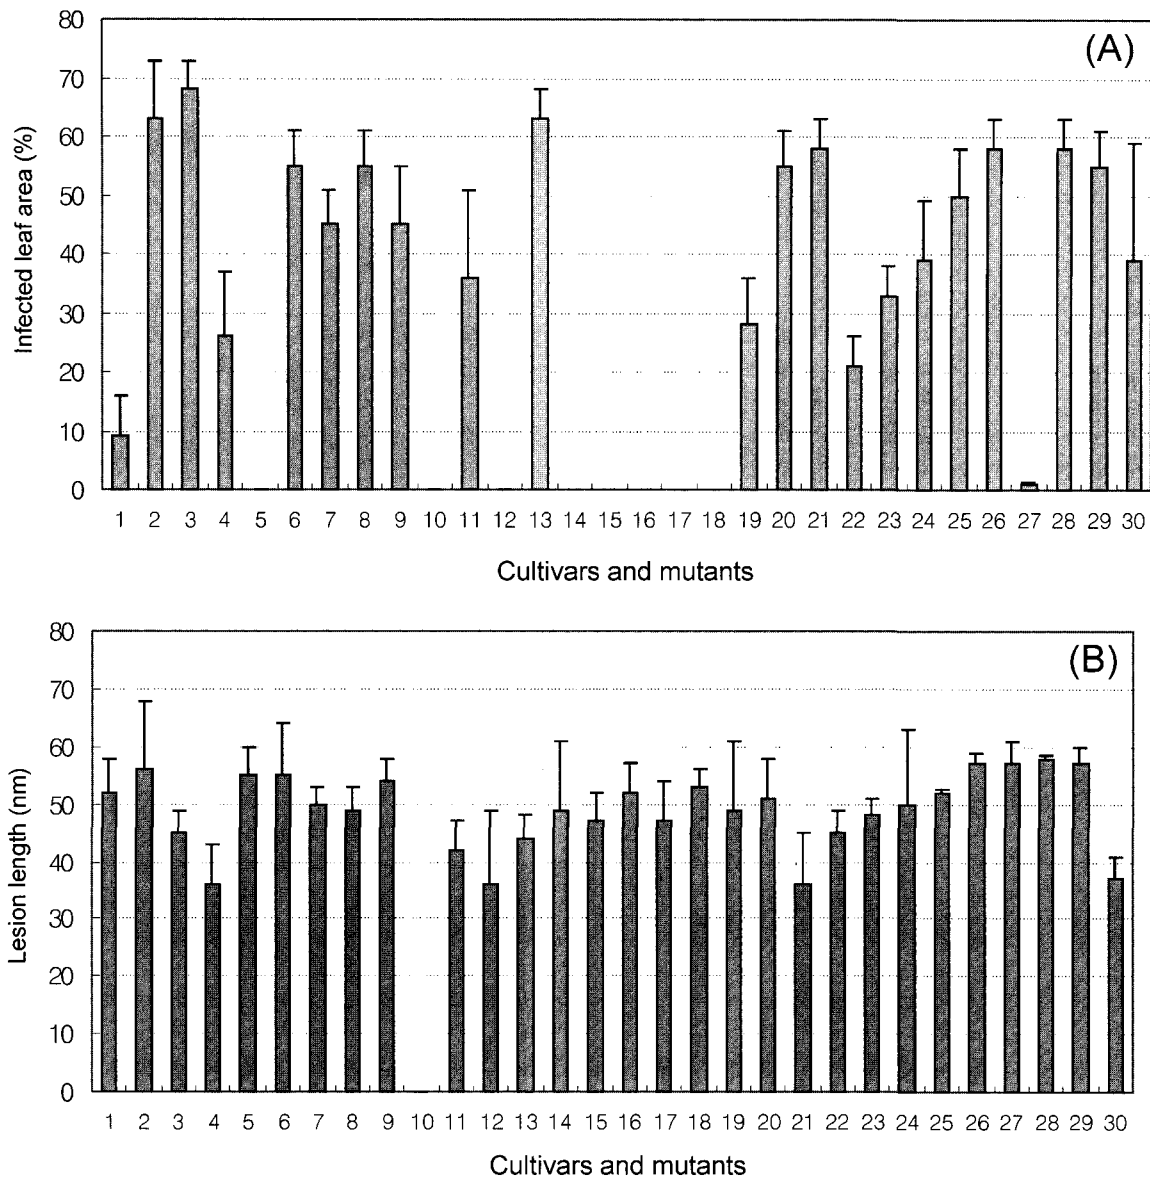 (A)
Infected leaf area (%)
80
70
60
50
40
30
20
10
0
1 2 3 4 5 6 7 8 9 10 11 12 13 14 15 16 17 18 19 20 21 22 23 24 25 26 27 28 29 30
Cultivars and mutants
(B)
Lesion length (nm)
80
70
60
50
40
30
20
10
0
1 2 3 4 5 6 7 8 9 10 11 12 13 14 15 16 17 18 19 20 21 22 23 24 25 26 27 28 29 30
Cultivars and mutants